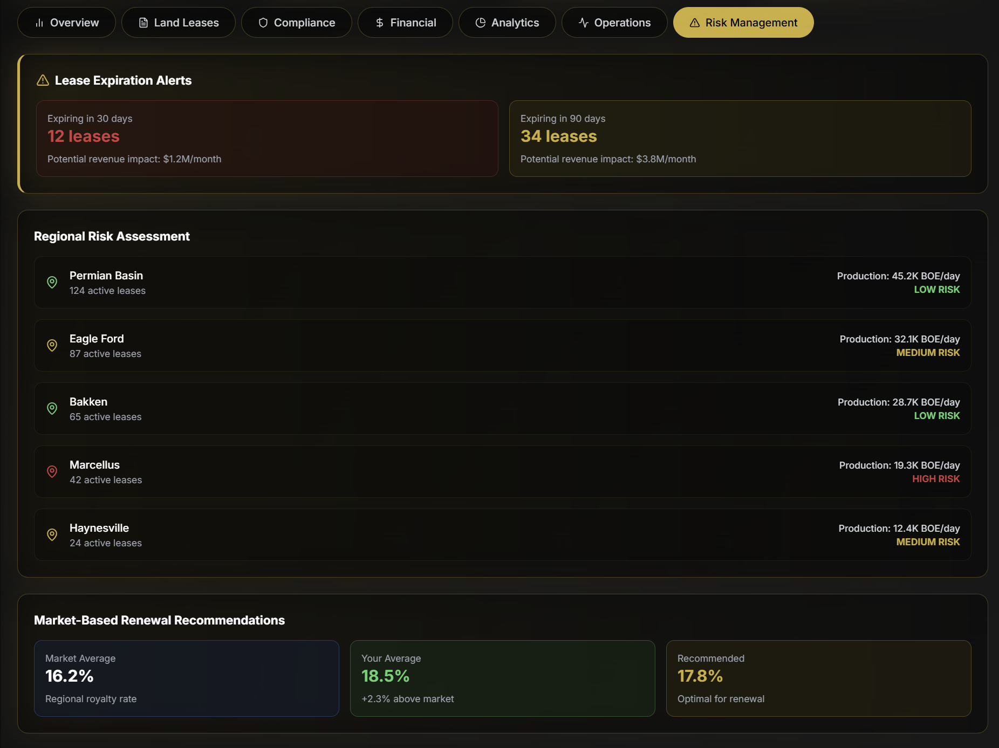 Overview
Land Leases
Compliance
Financial
Analytics
Operations
Risk Management
Lease Expiration Alerts
Expiring in 30 days
12 leases
Potential revenue impact: $1.2M/month
Expiring in 90 days
34 leases
Potential revenue impact: $3.8M/month
Regional Risk Assessment
Permian Basin
124 active leases
Production: 45.2K BOE/day
LOW RISK
Eagle Ford
87 active leases
Production: 32.1K BOE/day
MEDIUM RISK
Bakken
65 active leases
Production: 28.7K BOE/day
LOW RISK
Marcellus
42 active leases
Production: 19.3K BOE/day
HIGH RISK
Haynesville
24 active leases
Production: 12.4K BOE/day
MEDIUM RISK
Market-Based Renewal Recommendations
Market Average
16.2%
Regional royalty rate
Your Average
18.5%
+2.3% above market
Recommended
17.8%
Optimal for renewal